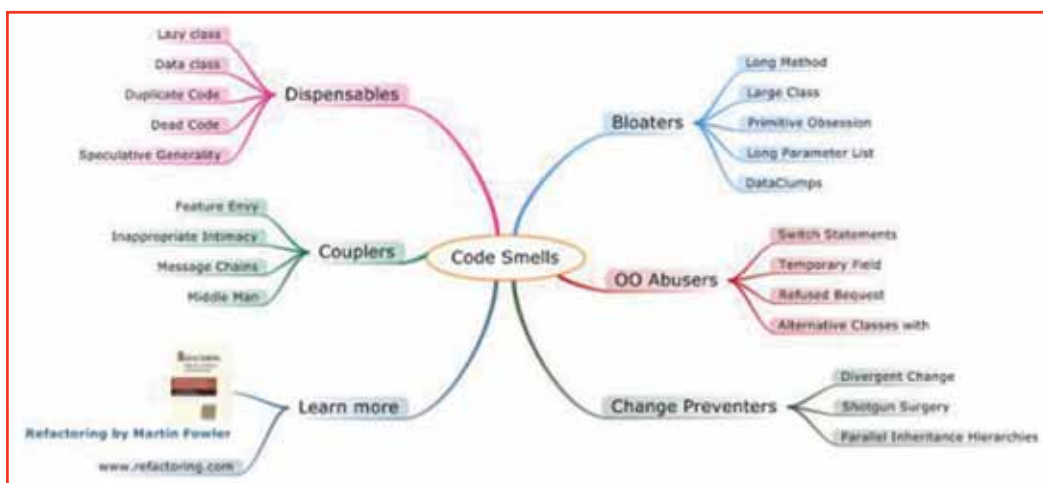 Lazy class
Data class
Duplicate Code
Dead Code
Speculative Generality
Dispensables
Feature Envy
Inappropriate Intimacy
Message Chains
Middle Man
Couplers
Refactoring by Martin Fowler
www.refactoring.com
Learn more
Code Smells
Bloaters
Long Method
Large Class
Primitive Obsession
Long Parameter List
DataClumps
OO Abusers
Switch Statements
Temporary Field
Refused Bequest
Alternative Classes with
Change Preventers
Divergent Change
Shotgun Surgery
Parallel Inheritance Hierarchies